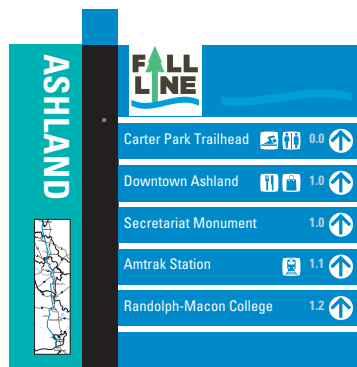 ASHLAND
FALL
LINE
Carter Park Trailhead 0.0
Downtown Ashland 1.0
Secretariat Monument 1.0
Amtrak Station 1.1
Randolph-Macon College 1.2